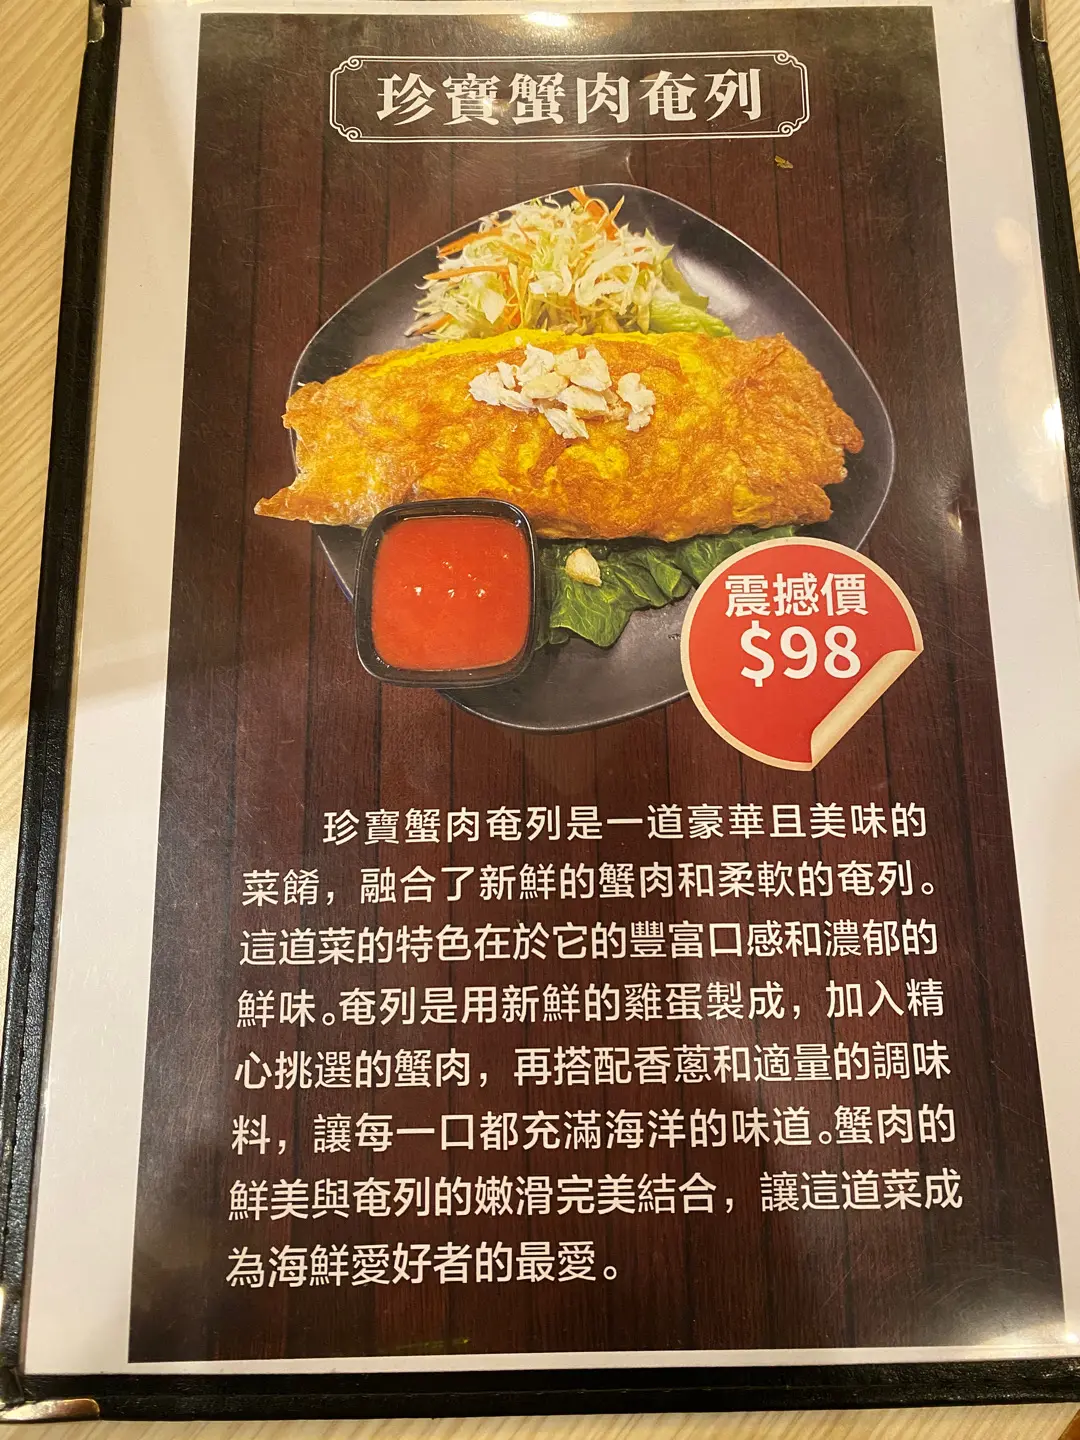 珍寶蟹肉奄列
震撼價
$98
珍寶蟹肉奄列是一道豪華且美味的
菜餚，融合了新鮮的蟹肉和柔軟的奄列。
這道菜的特色在於它的豐富口感和濃郁的
鮮味。奄列是用新鮮的雞蛋製成，加入精
心挑選的蟹肉，再搭配香蔥和適量的調味
料，讓每一口都充滿海洋的味道。蟹肉的
鮮美與奄列的嫩滑完美結合，讓這道菜成
為海鮮愛好者的最愛。